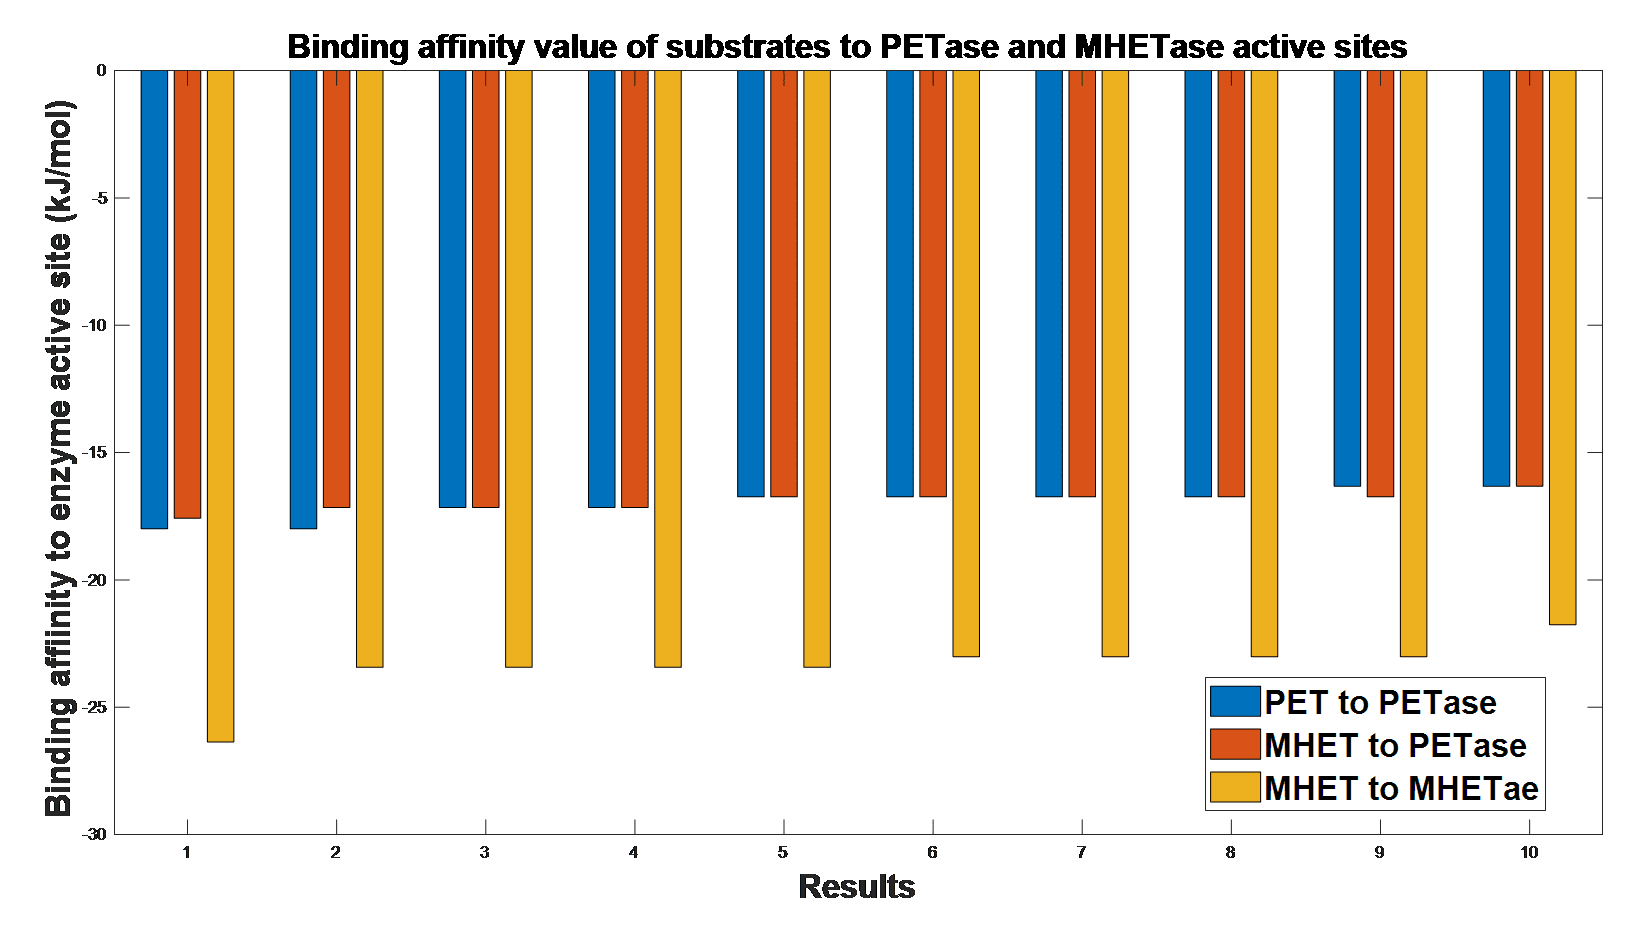 Binding affinity value of substrates to PETase and MHETase active sites
Binding affiinity to enzyme active site (kJ/mol)
0
-5
-10
-15
-20
-25
-30
1 2 3 4 5 6 7 8 9 10
Results
PET to PETase
MHET to PETase
MHET to MHETae